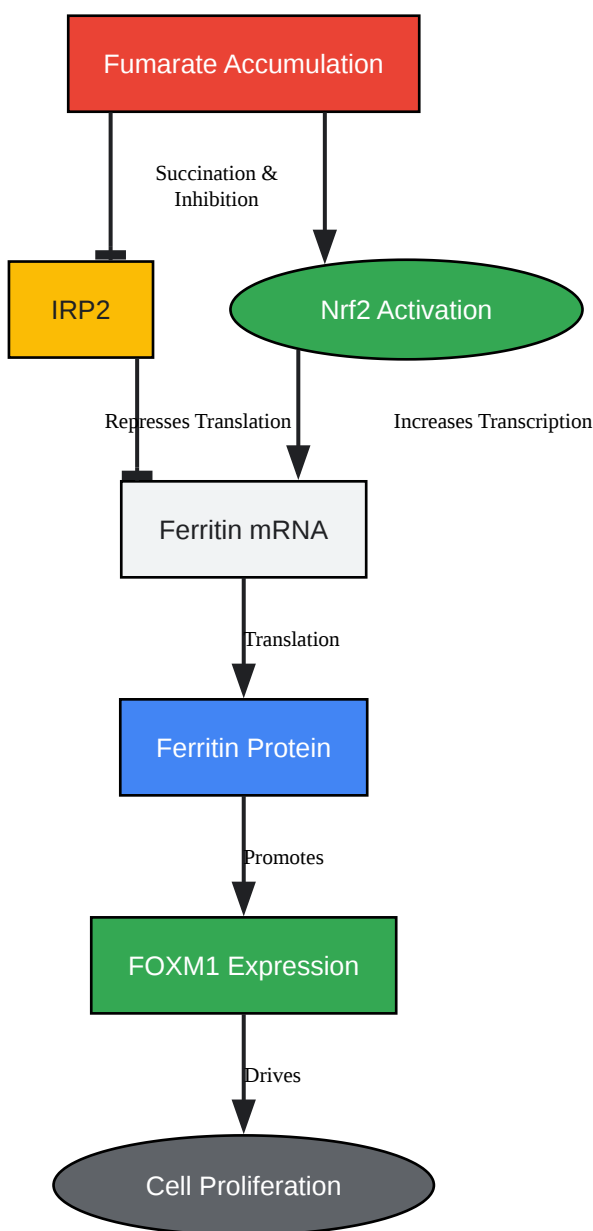 Fumarate Accumulation
Succination &
Inhibition
IRP2
Nrf2 Activation
Represses Translation
Increases Transcription
Ferritin mRNA
Translation
Ferritin Protein
Promotes
FOXM1 Expression
Drives
Cell Proliferation